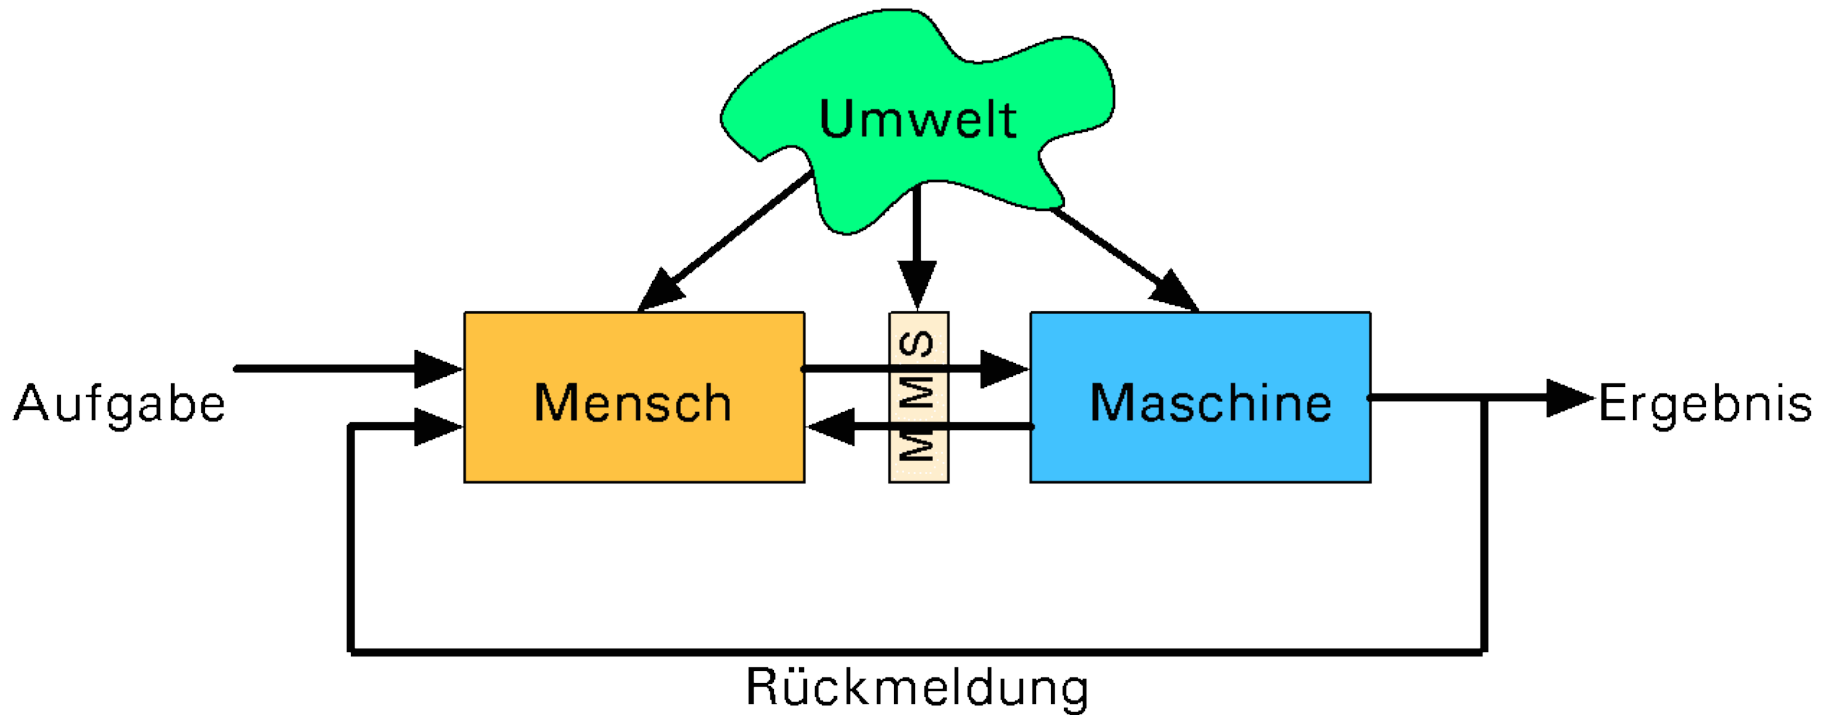 Umwelt
Aufgabe
Mensch
MMS
Maschine
Ergebnis
Rückmeldung